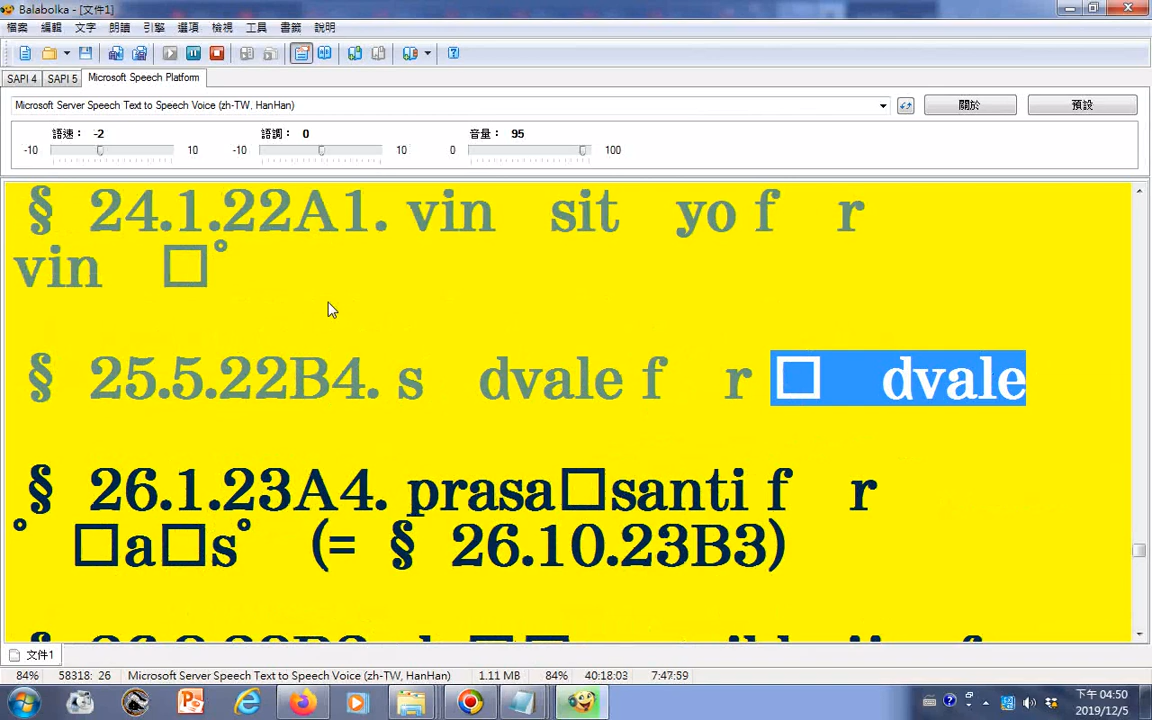 Balabolka - [文件1]
檔案 編輯 文字 朗讀 引擎 選項 檢視 工具 書籤 說明
SAPI 4 SAPI 5 Microsoft Speech Platform
Microsoft Server Speech Text to Speech Voice (zh-TW, HanHan) 關於 預設
語速： -2 語調： 0 音量： 95
-10 10 -10 10 0 100
§ 24.1.22A1. vin sit yo f r
vin □°
§ 25.5.22B4. s dvale f r □ dvale
§ 26.1.23A4. prasa□santi f r
° □a□s° (= § 26.10.23B3)
文件1
84% 58318: 26 Microsoft Server Speech Text to Speech Voice (zh-TW, HanHan) 1.11 MB 84% 40:18:03 7:47:59
下午 04:50
2019/12/5